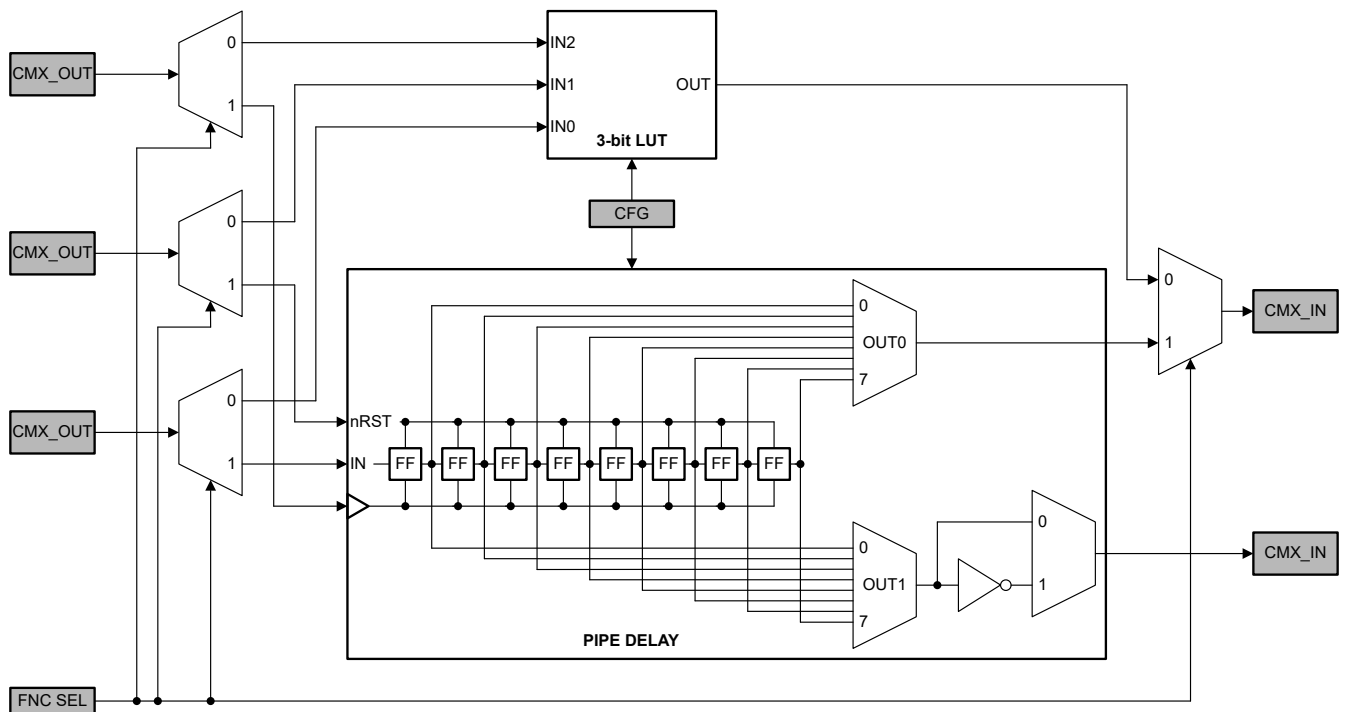 CMX_OUT
0
1
IN2
IN1
IN0
OUT
3-bit LUT
CMX_OUT
0
1
CFG
CMX_OUT
0
1
nRST
IN
FF FF FF FF FF FF FF FF
0
OUT0
7
0
OUT1
7
0
1
PIPE DELAY
0
1
CMX_IN
CMX_IN
FNC SEL